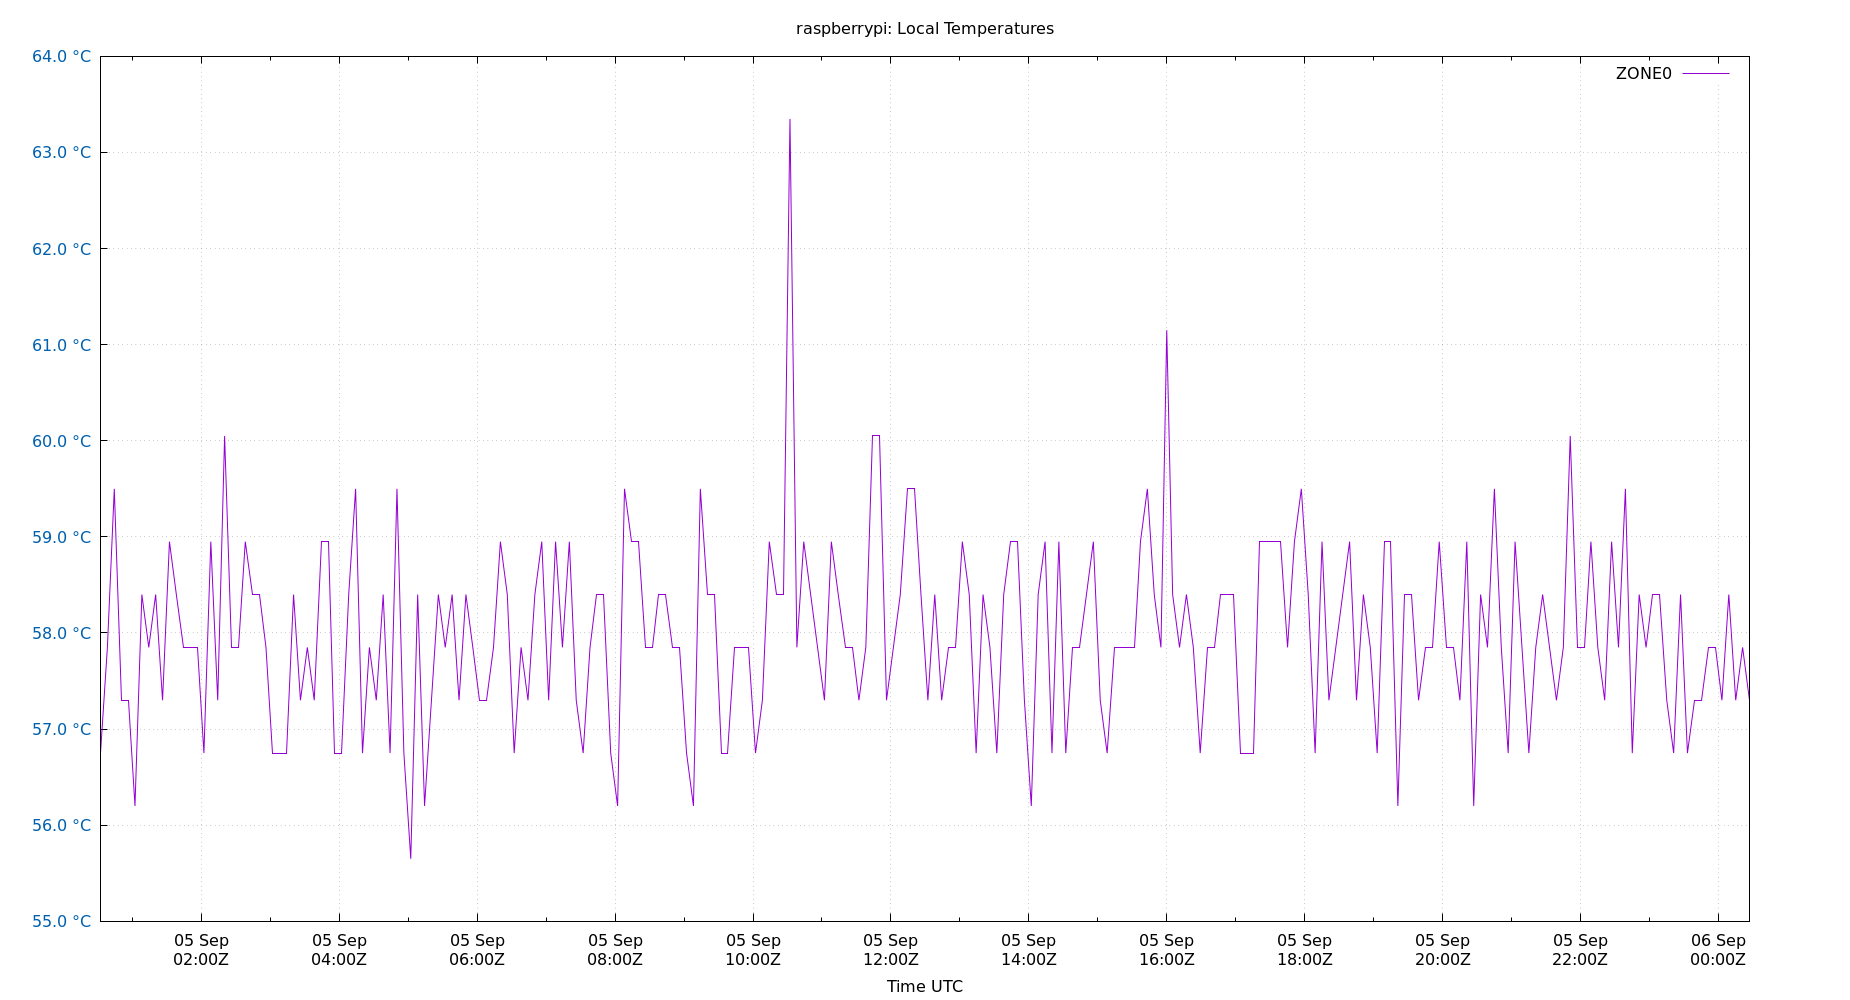 raspberrypi: Local Temperatures
ZONE0
64.0 °C
63.0 °C
62.0 °C
61.0 °C
60.0 °C
59.0 °C
58.0 °C
57.0 °C
56.0 °C
55.0 °C
05 Sep 05 Sep 05 Sep 05 Sep 05 Sep 05 Sep 05 Sep 05 Sep 05 Sep 05 Sep 05 Sep 06 Sep
02:00Z 04:00Z 06:00Z 08:00Z 10:00Z 12:00Z 14:00Z 16:00Z 18:00Z 20:00Z 22:00Z 00:00Z
Time UTC